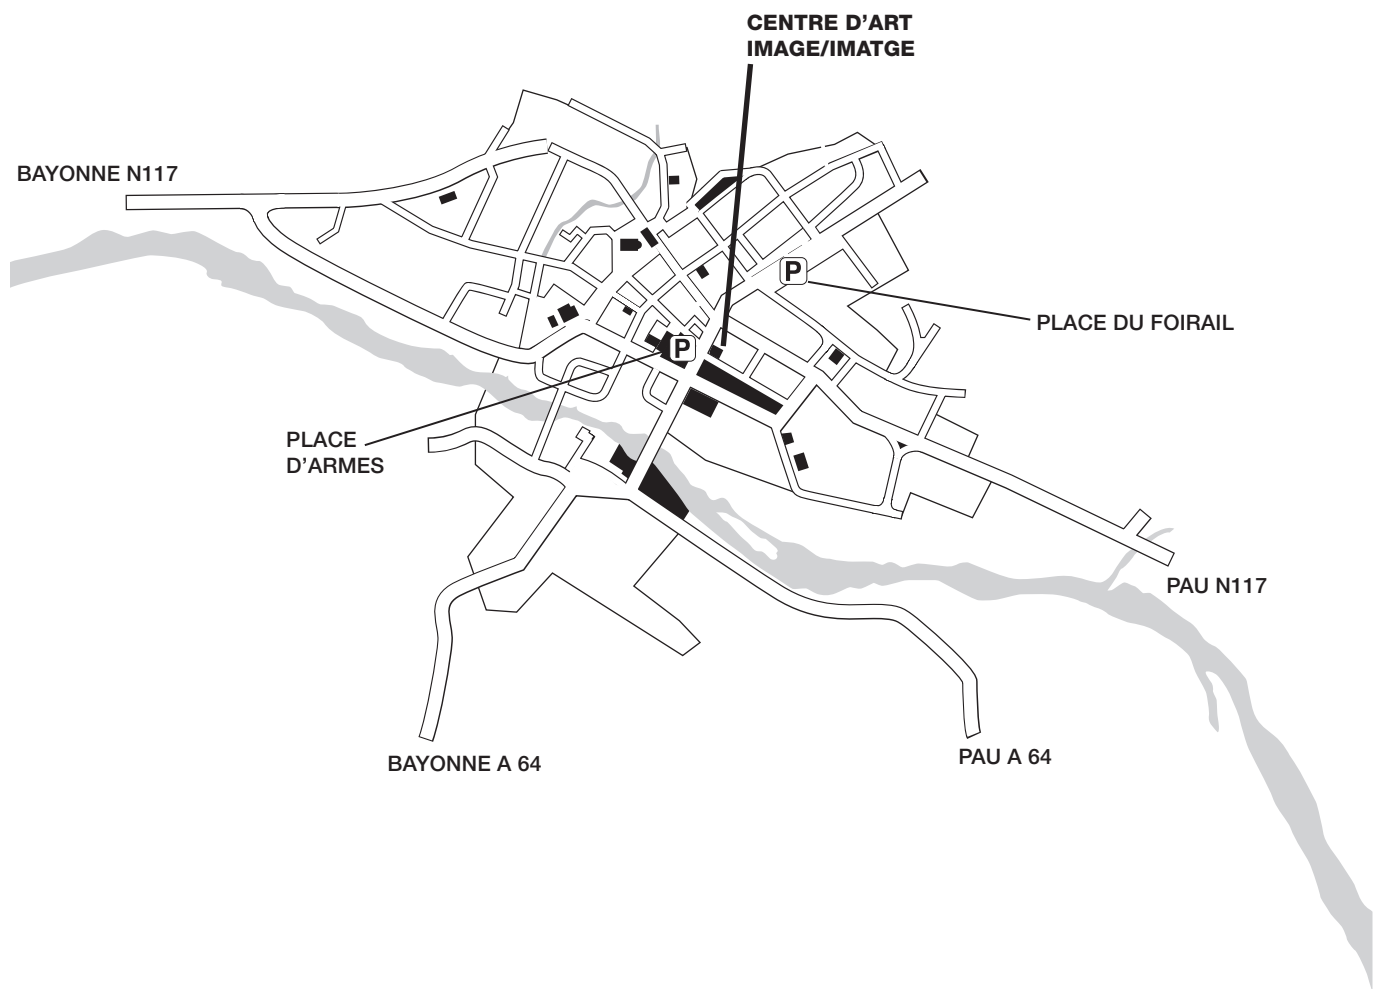 CENTRE D'ART
IMAGE/IMATGE
BAYONNE N117
P
PLACE DU FOIRAIL
P
PLACE
D'ARMES
PAU N117
BAYONNE A 64
PAU A 64